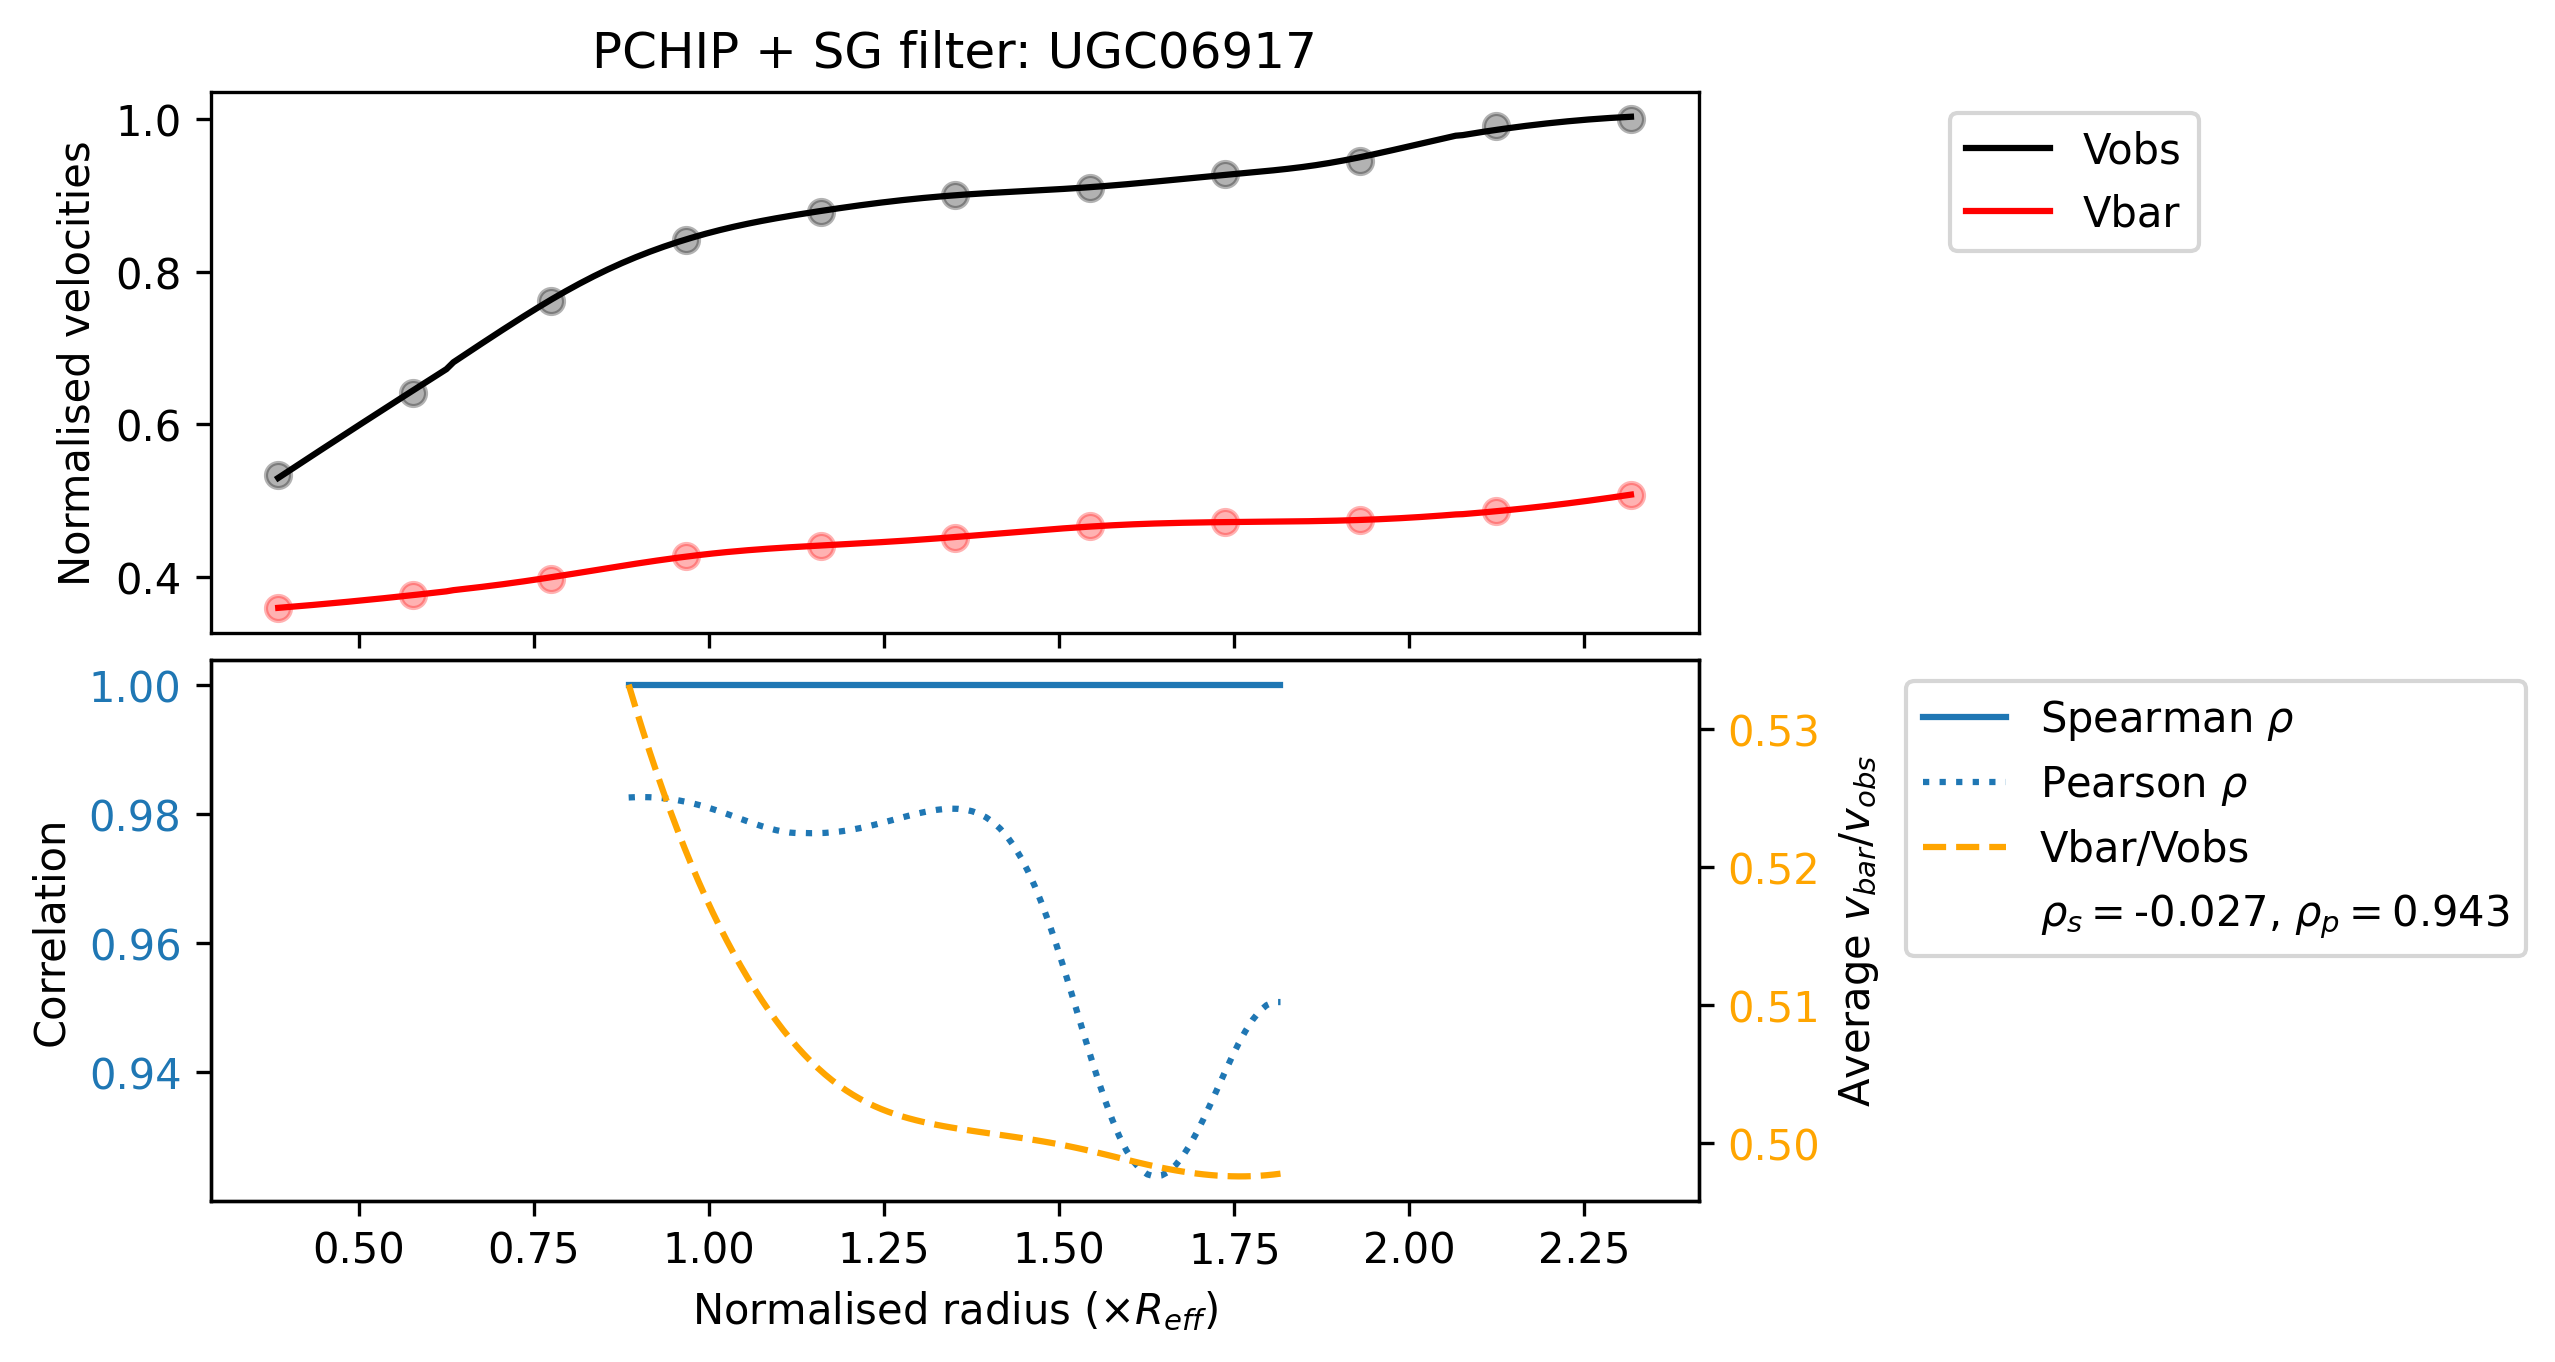 PCHIP + SG filter: UGC06917
Normalised velocities
1.0
0.8
0.6
0.4
Vobs
Vbar
Correlation
1.00
0.98
0.96
0.94
0.53
0.52
0.51
0.50
Average v_bar/v_obs
Spearman ρ
Pearson ρ
Vbar/Vobs
ρ_s = -0.027, ρ_p = 0.943
0.50 0.75 1.00 1.25 1.50 1.75 2.00 2.25
Normalised radius (×R_eff)